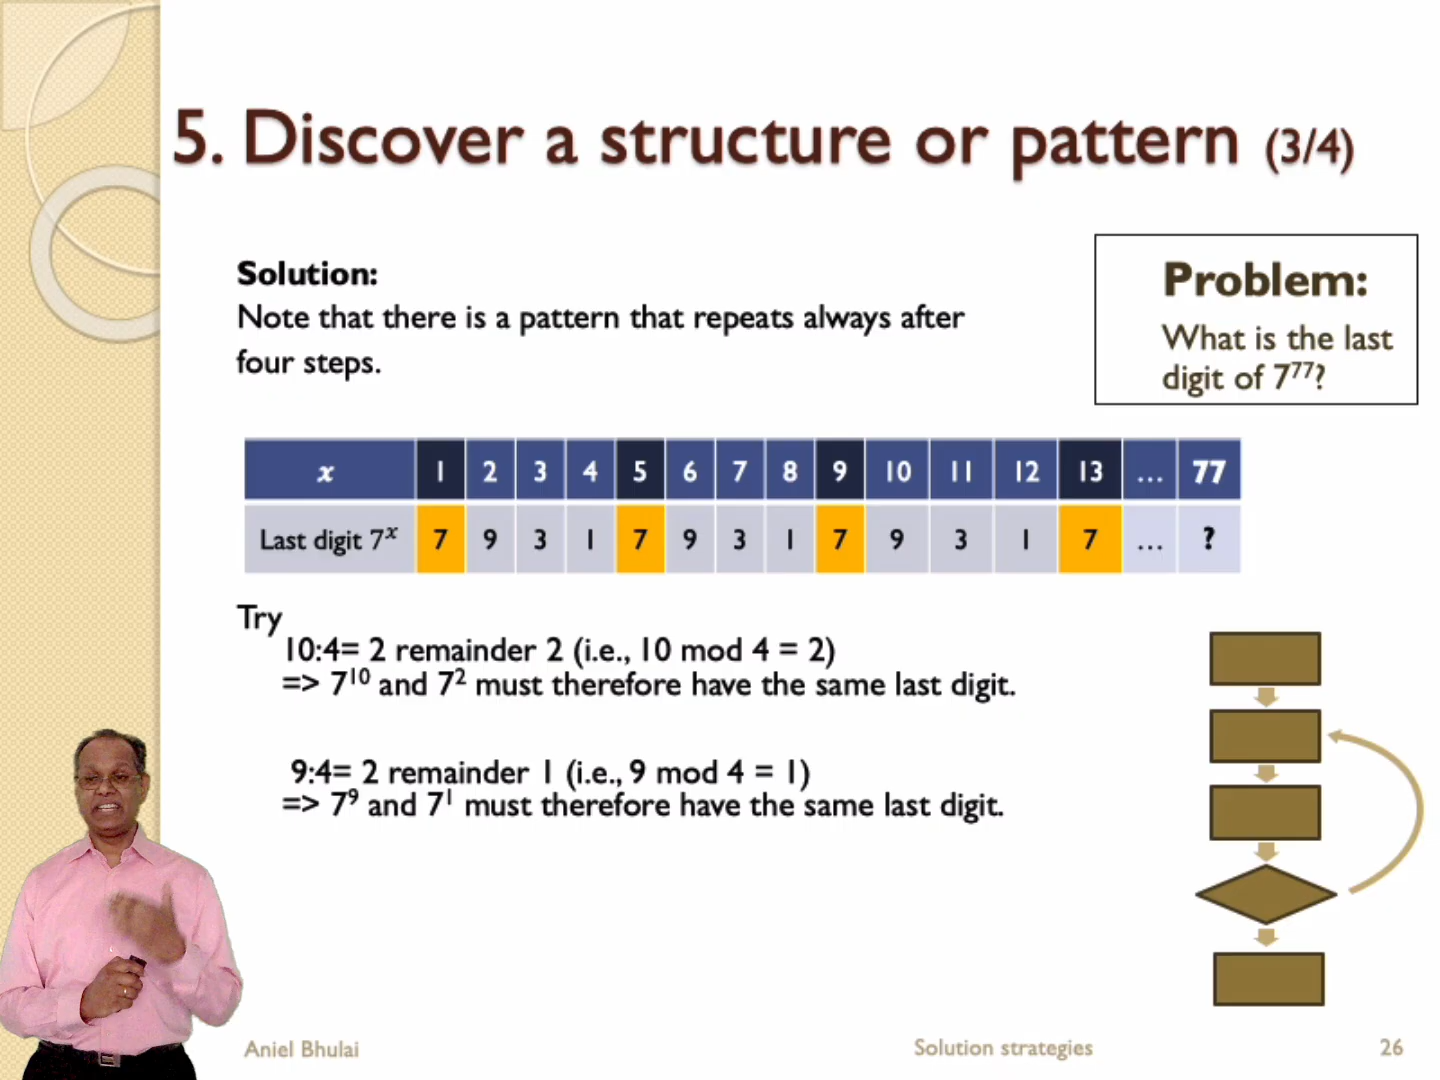 5. Discover a structure or pattern (3/4)
Solution:
Note that there is a pattern that repeats always after
four steps.
Problem:
What is the last
digit of 7⁷⁷?
x 1 2 3 4 5 6 7 8 9 10 11 12 13 ... 77
Last digit 7ˣ 7 9 3 1 7 9 3 1 7 9 3 1 7 ... ?
Try
10:4= 2 remainder 2 (i.e., 10 mod 4 = 2)
=> 7¹⁰ and 7² must therefore have the same last digit.
9:4= 2 remainder 1 (i.e., 9 mod 4 = 1)
=> 7⁹ and 7¹ must therefore have the same last digit.
Aniel Bhulai
Solution strategies
26